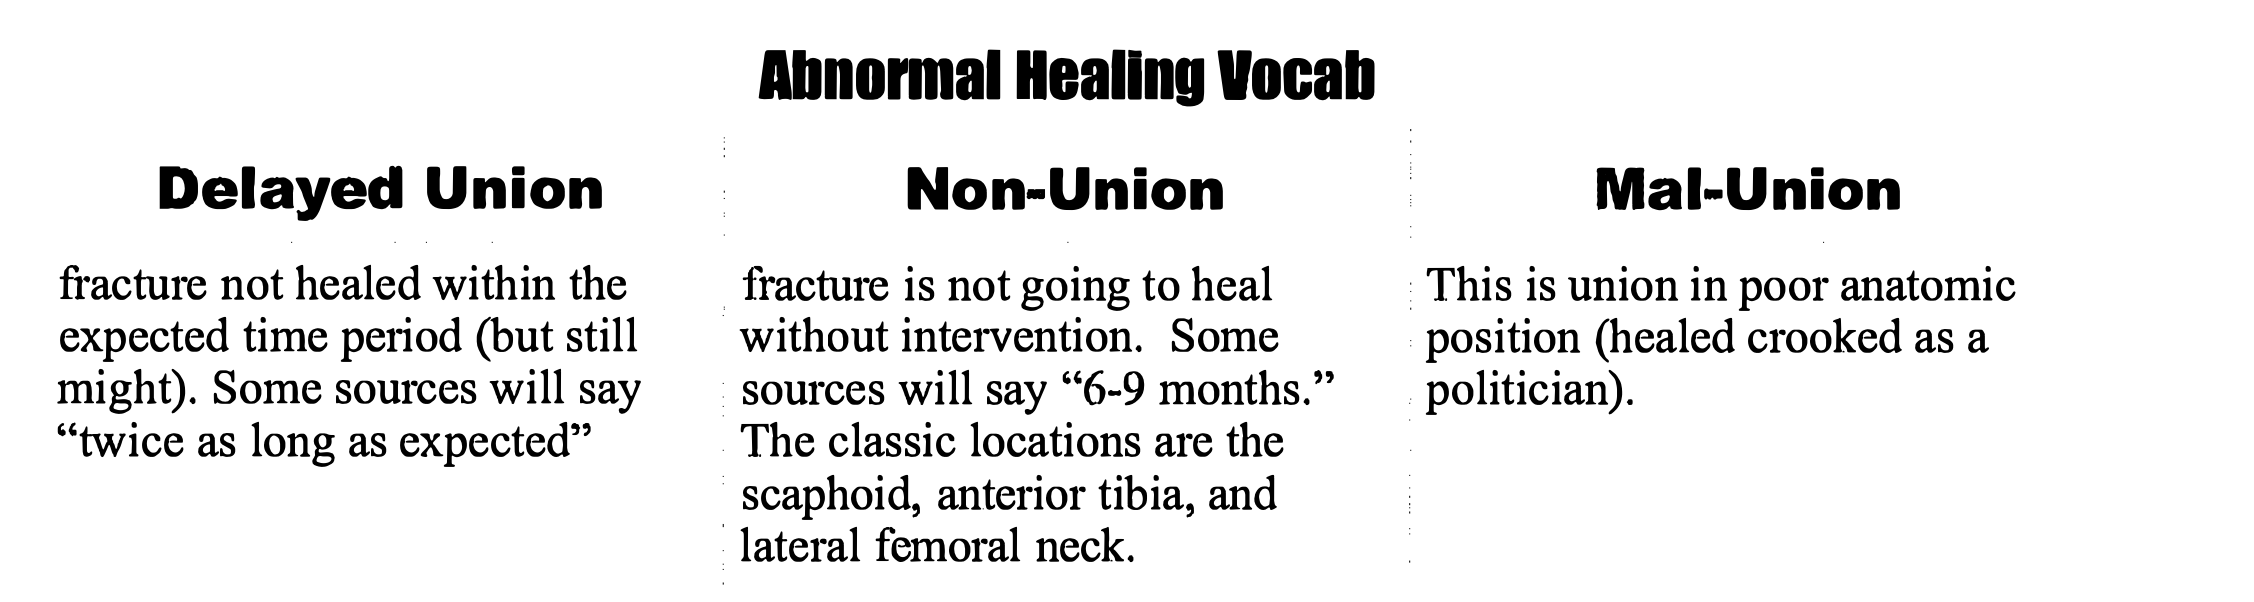 Abnormal Healing Vocab
Delayed Union
fracture not healed within the
expected time period (but still
might). Some sources will say
“twice as long as expected”
Non-Union
fracture is not going to heal
without intervention.  Some
sources will say “6-9 months.”
The classic locations are the
scaphoid, anterior tibia, and
lateral femoral neck.
Mal-Union
This is union in poor anatomic
position (healed crooked as a
politician).